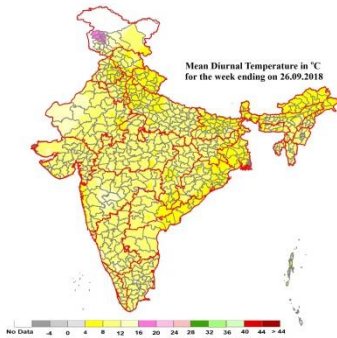 Mean Diurnal Temperature in °C
for the week ending on 26.09.2018
No Data -4 0 4 8 12 16 20 24 28 32 36 40 44 > 44